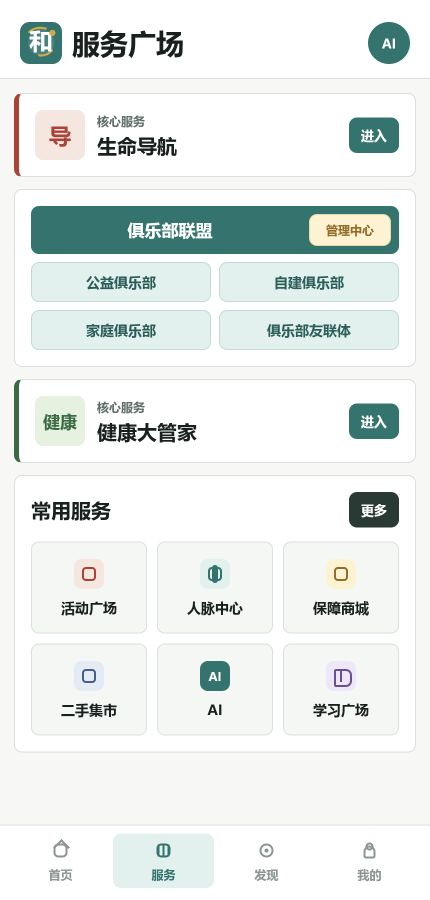 和 服务广场 AI
核心服务
导 生命导航 进入
俱乐部联盟 管理中心
公益俱乐部 自建俱乐部
家庭俱乐部 俱乐部友联体
核心服务
健康 健康大管家 进入
常用服务 更多
活动广场 人脉中心 保障商城
AI
二手集市 AI 学习广场
首页 服务 发现 我的